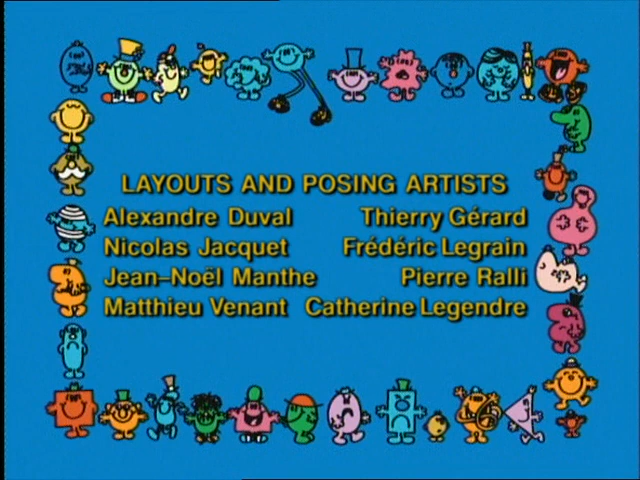 LAYOUTS AND POSING ARTISTS
Alexandre Duval Thierry Gérard
Nicolas Jacquet Frédéric Legrain
Jean-Noël Manthe Pierre Ralli
Matthieu Venant Catherine Legendre